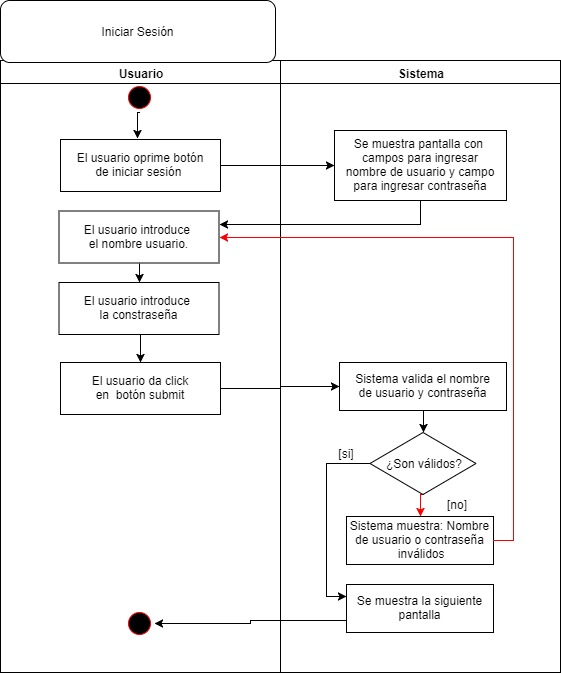 Iniciar Sesión
Usuario
Sistema
El usuario oprime botón
de iniciar sesión
Se muestra pantalla con
campos para ingresar
nombre de usuario y campo
para ingresar contraseña
El usuario introduce
el nombre usuario.
El usuario introduce
la constraseña
El usuario da click
en botón submit
Sistema valida el nombre
de usuario y contraseña
[si]
¿Son válidos?
[no]
Sistema muestra: Nombre
de usuario o contraseña
inválidos
Se muestra la siguiente
pantalla